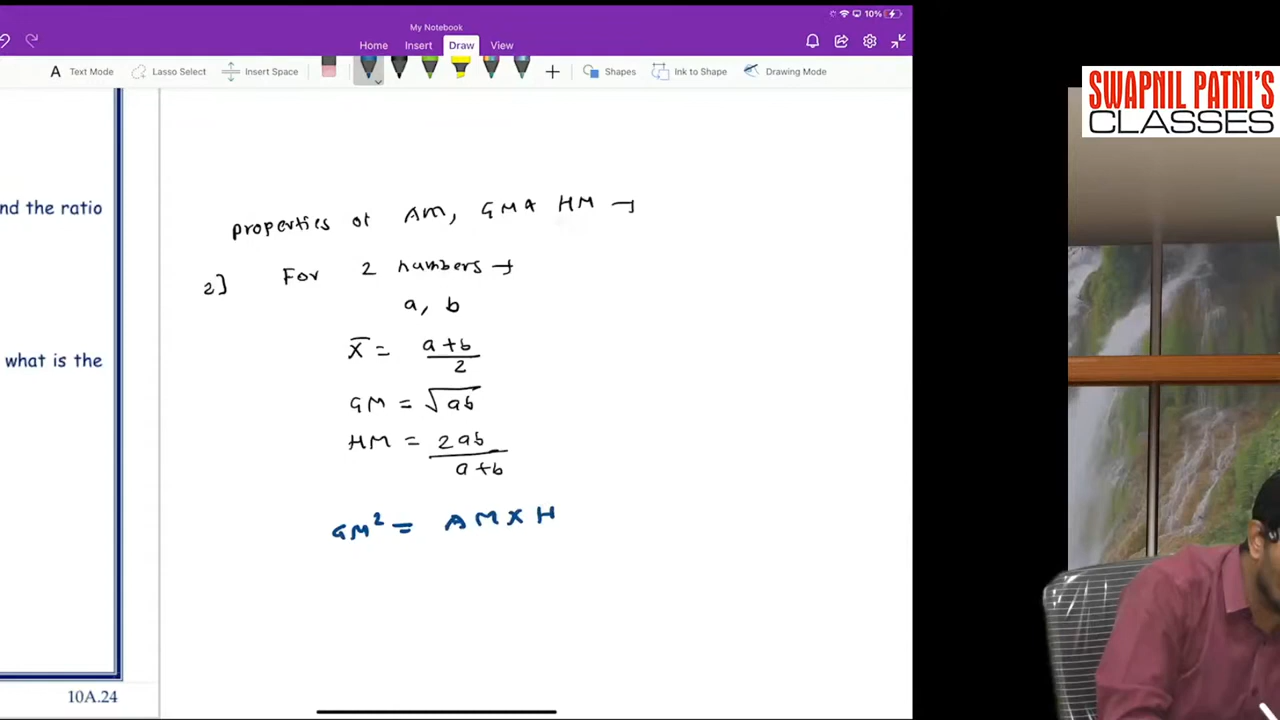 10%
My Notebook
Home Insert Draw View
A Text Mode Lasso Select Insert Space Shapes Ink to Shape Drawing Mode
SWAPNIL PATNI'S
CLASSES
nd the ratio
what is the
10A.24
properties of AM, GM & HM →
2] For 2 numbers →
a, b
x̅ = a+b
2
GM = √ab
HM = 2ab
a+b
GM² = AM X H